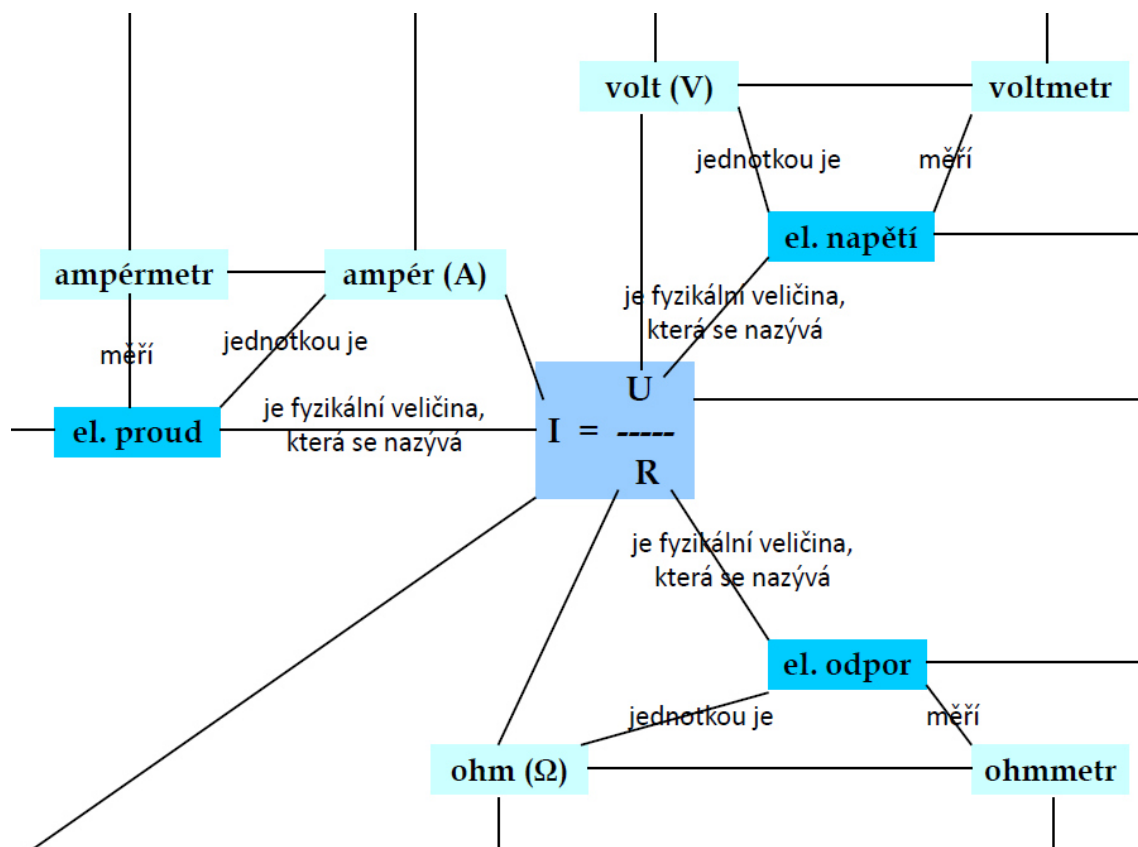 volt (V)
voltmetr
jednotkou je
měří
el. napětí
je fyzikální veličina,
která se nazývá
ampérmetr
ampér (A)
měří
jednotkou je
el. proud
je fyzikální veličina,
která se nazývá
U
I = -----
R
je fyzikální veličina,
která se nazývá
el. odpor
jednotkou je
měří
ohm (Ω)
ohmmetr